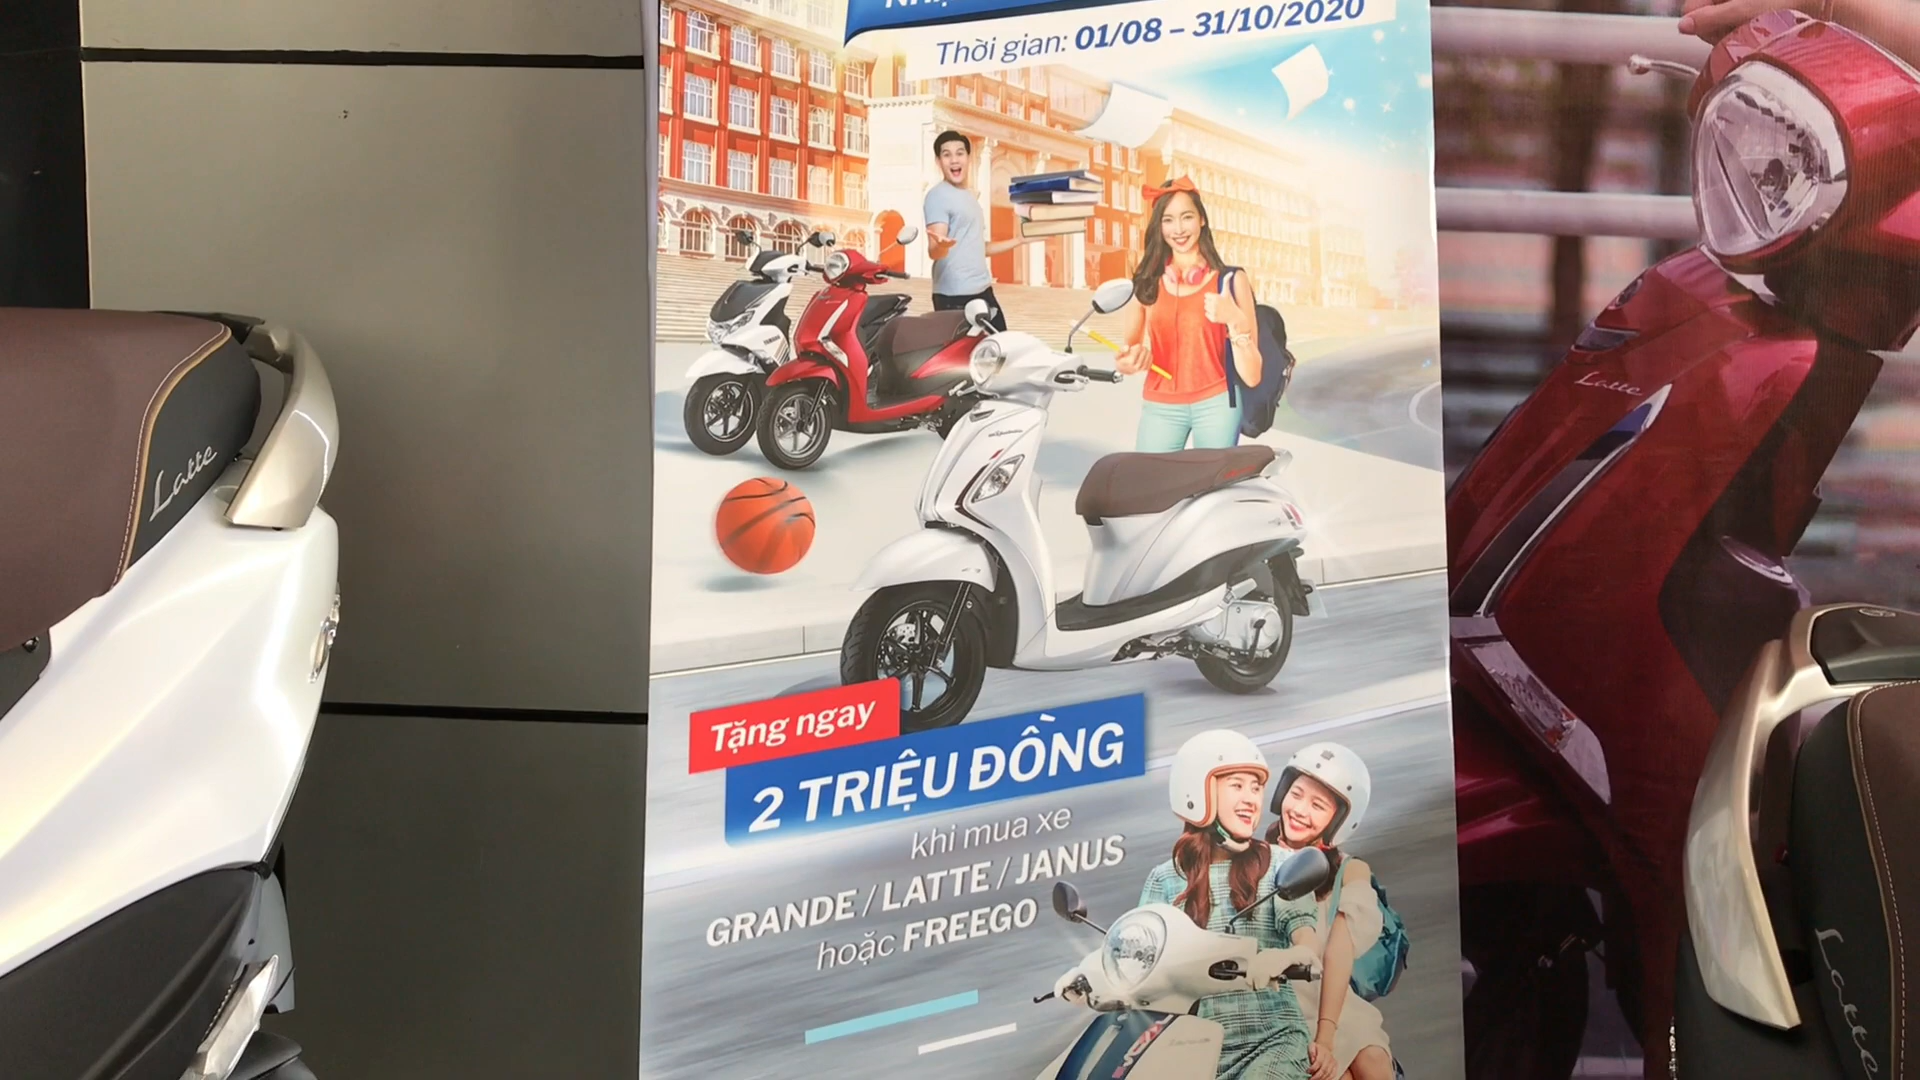 Thời gian: 01/08 – 31/10/2020
YAMAHA
Tặng ngay
2 TRIỆU ĐỒNG
khi mua xe
GRANDE / LATTE / JANUS
hoặc FREEGO
Latte
Latte
Latte